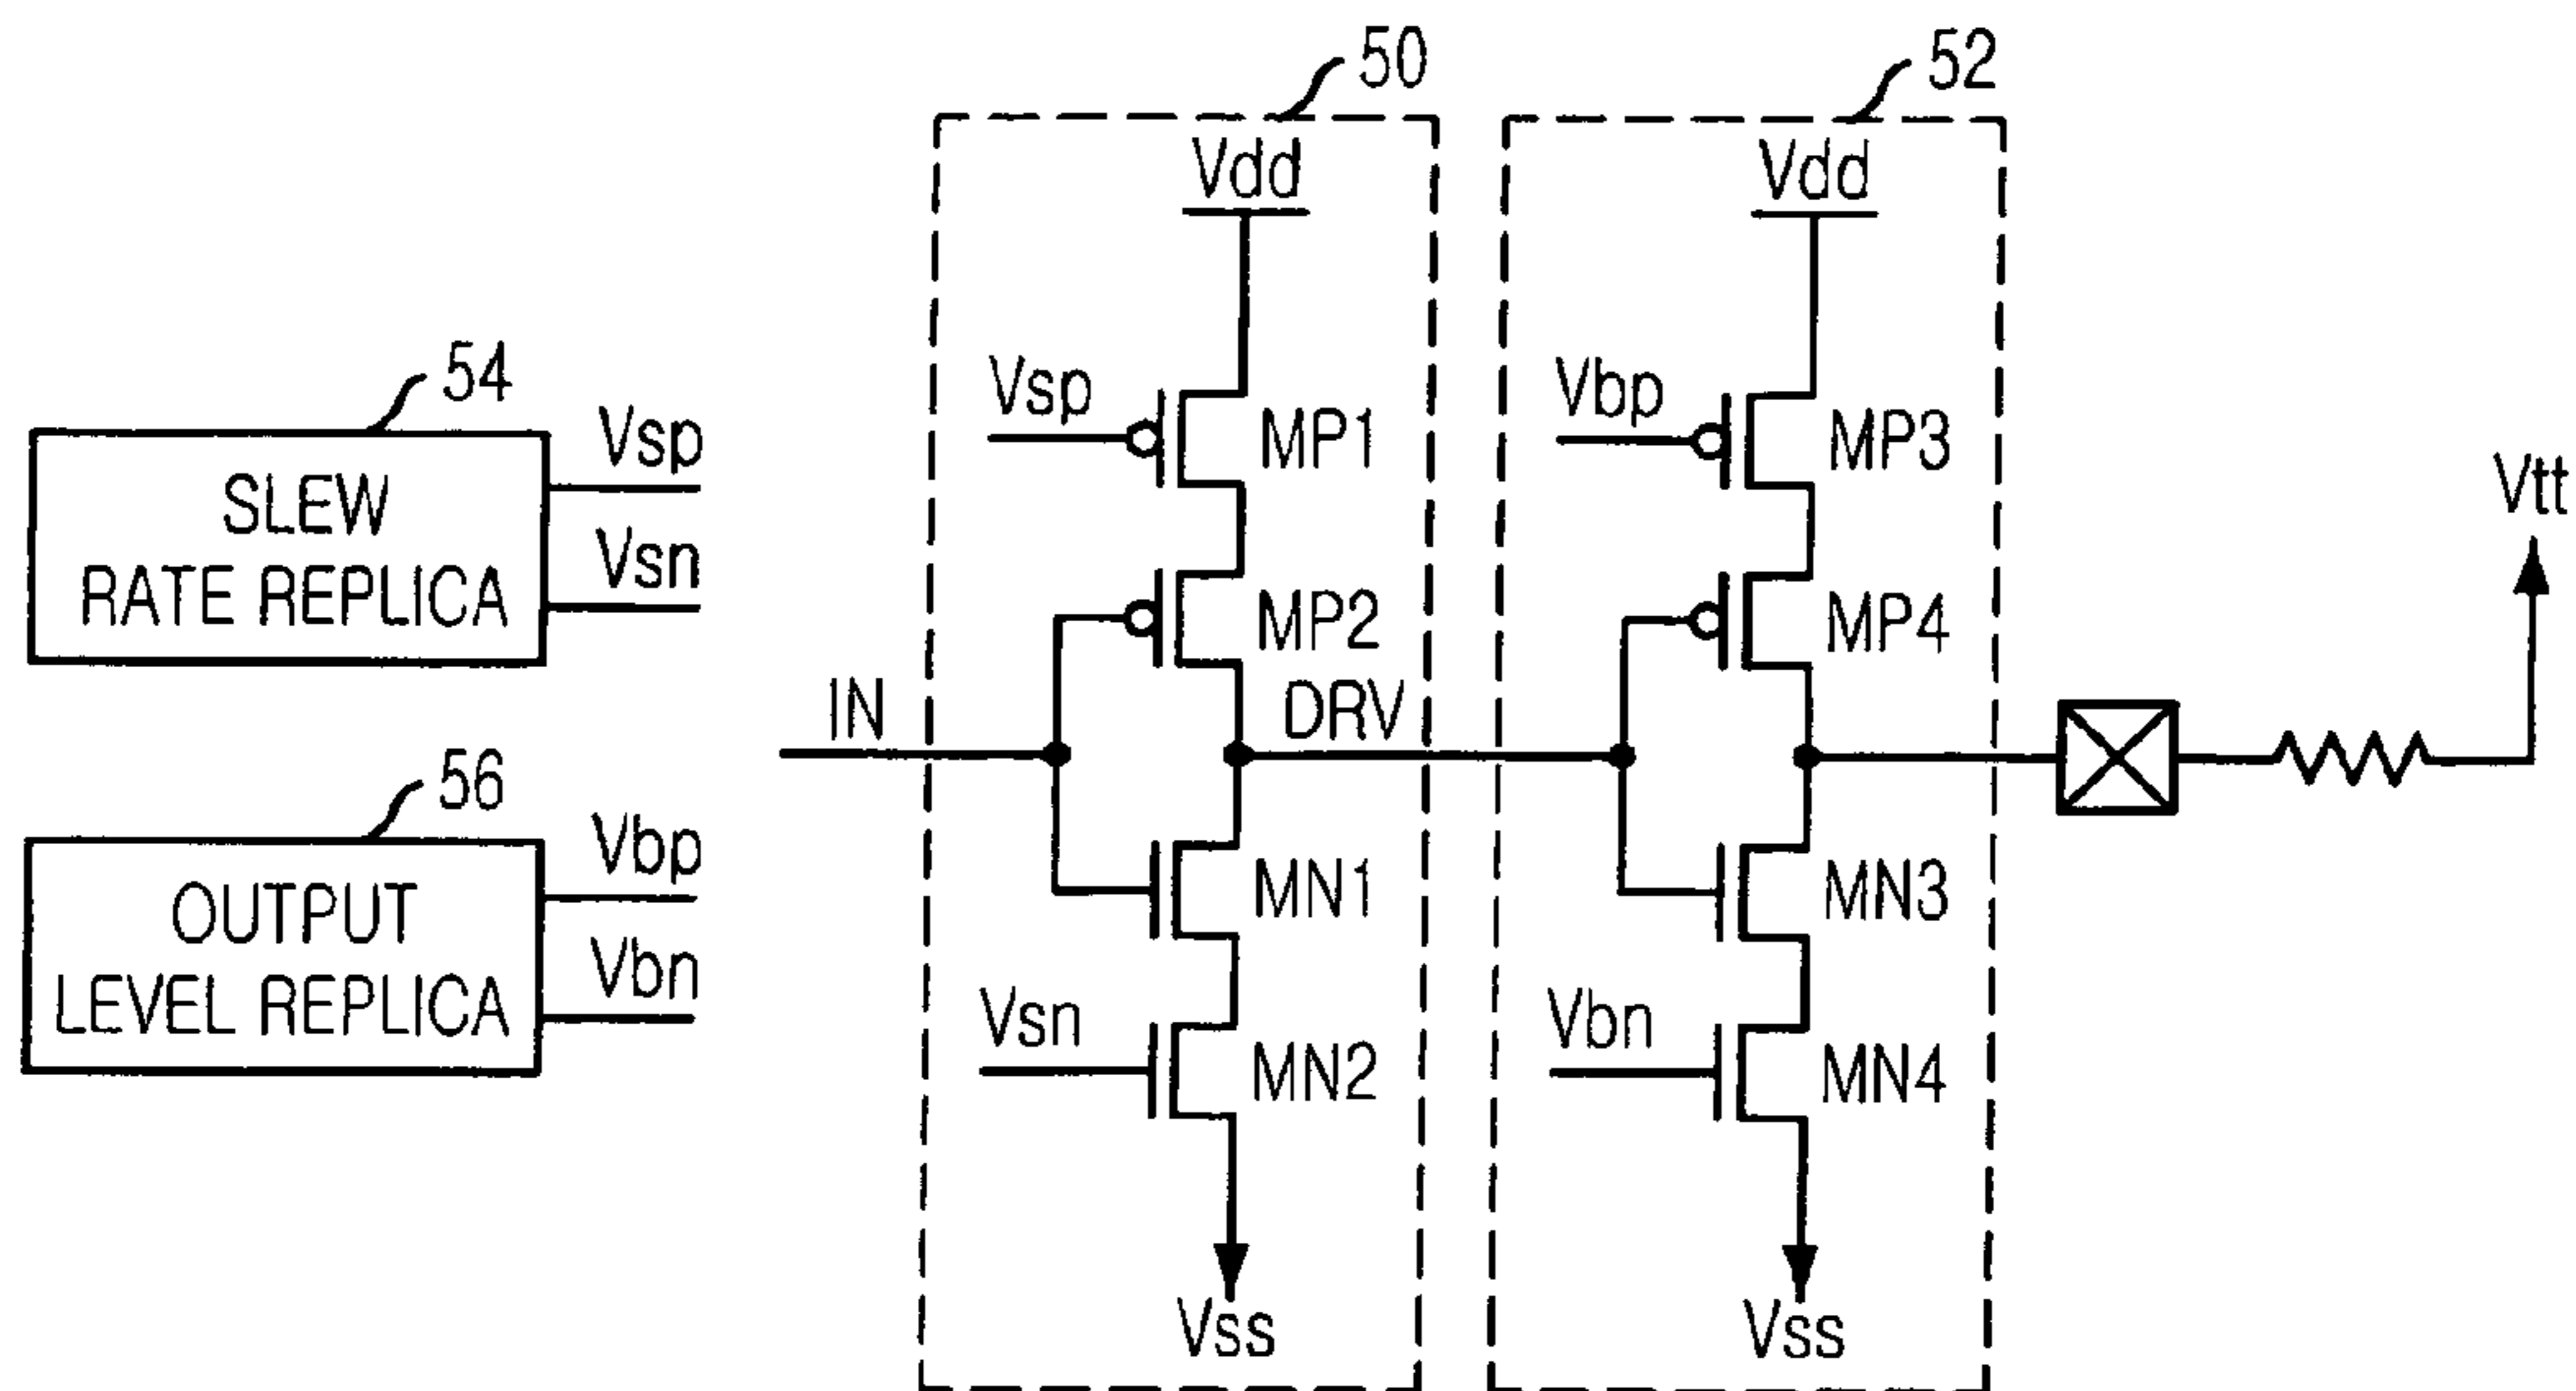 50
52
Vdd
Vdd
54
Vsp
Vsn
SLEW
RATE REPLICA
Vsp
MP1
Vbp
MP3
Vtt
MP2
MP4
IN
DRV
56
Vbp
Vbn
OUTPUT
LEVEL REPLICA
MN1
MN3
Vsn
MN2
Vbn
MN4
Vss
Vss